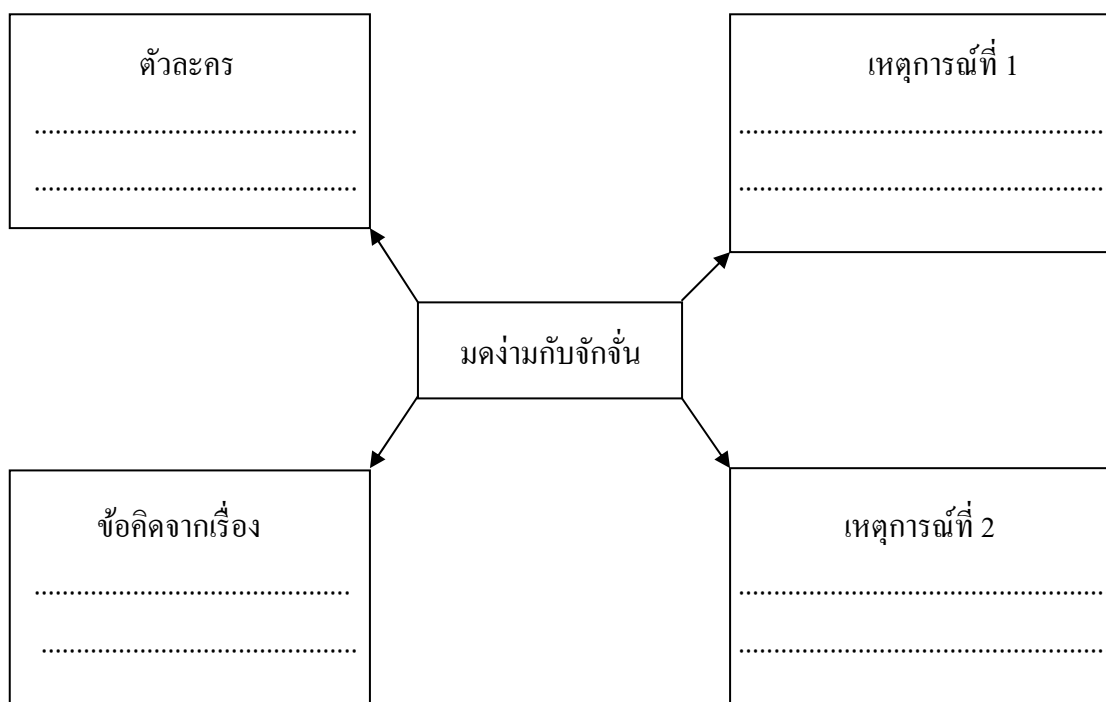 ตัวละคร
..............................................
..............................................
เหตุการณ์ที่ 1
....................................................
....................................................
มดง่ามกับจักจั่น
ข้อคิดจากเรื่อง
.............................................
.............................................
เหตุการณ์ที่ 2
....................................................
....................................................